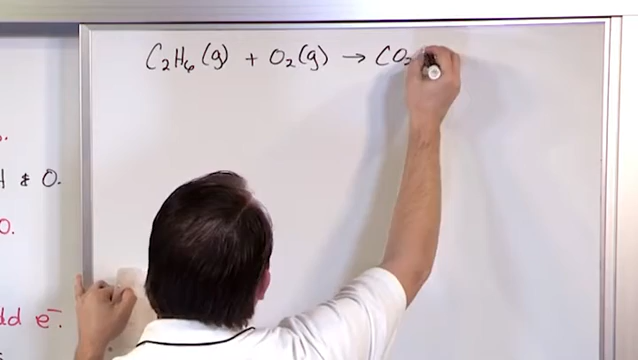 C₂H₆(g) + O₂(g) → CO₂
H & O.
O.
dd e⁻.